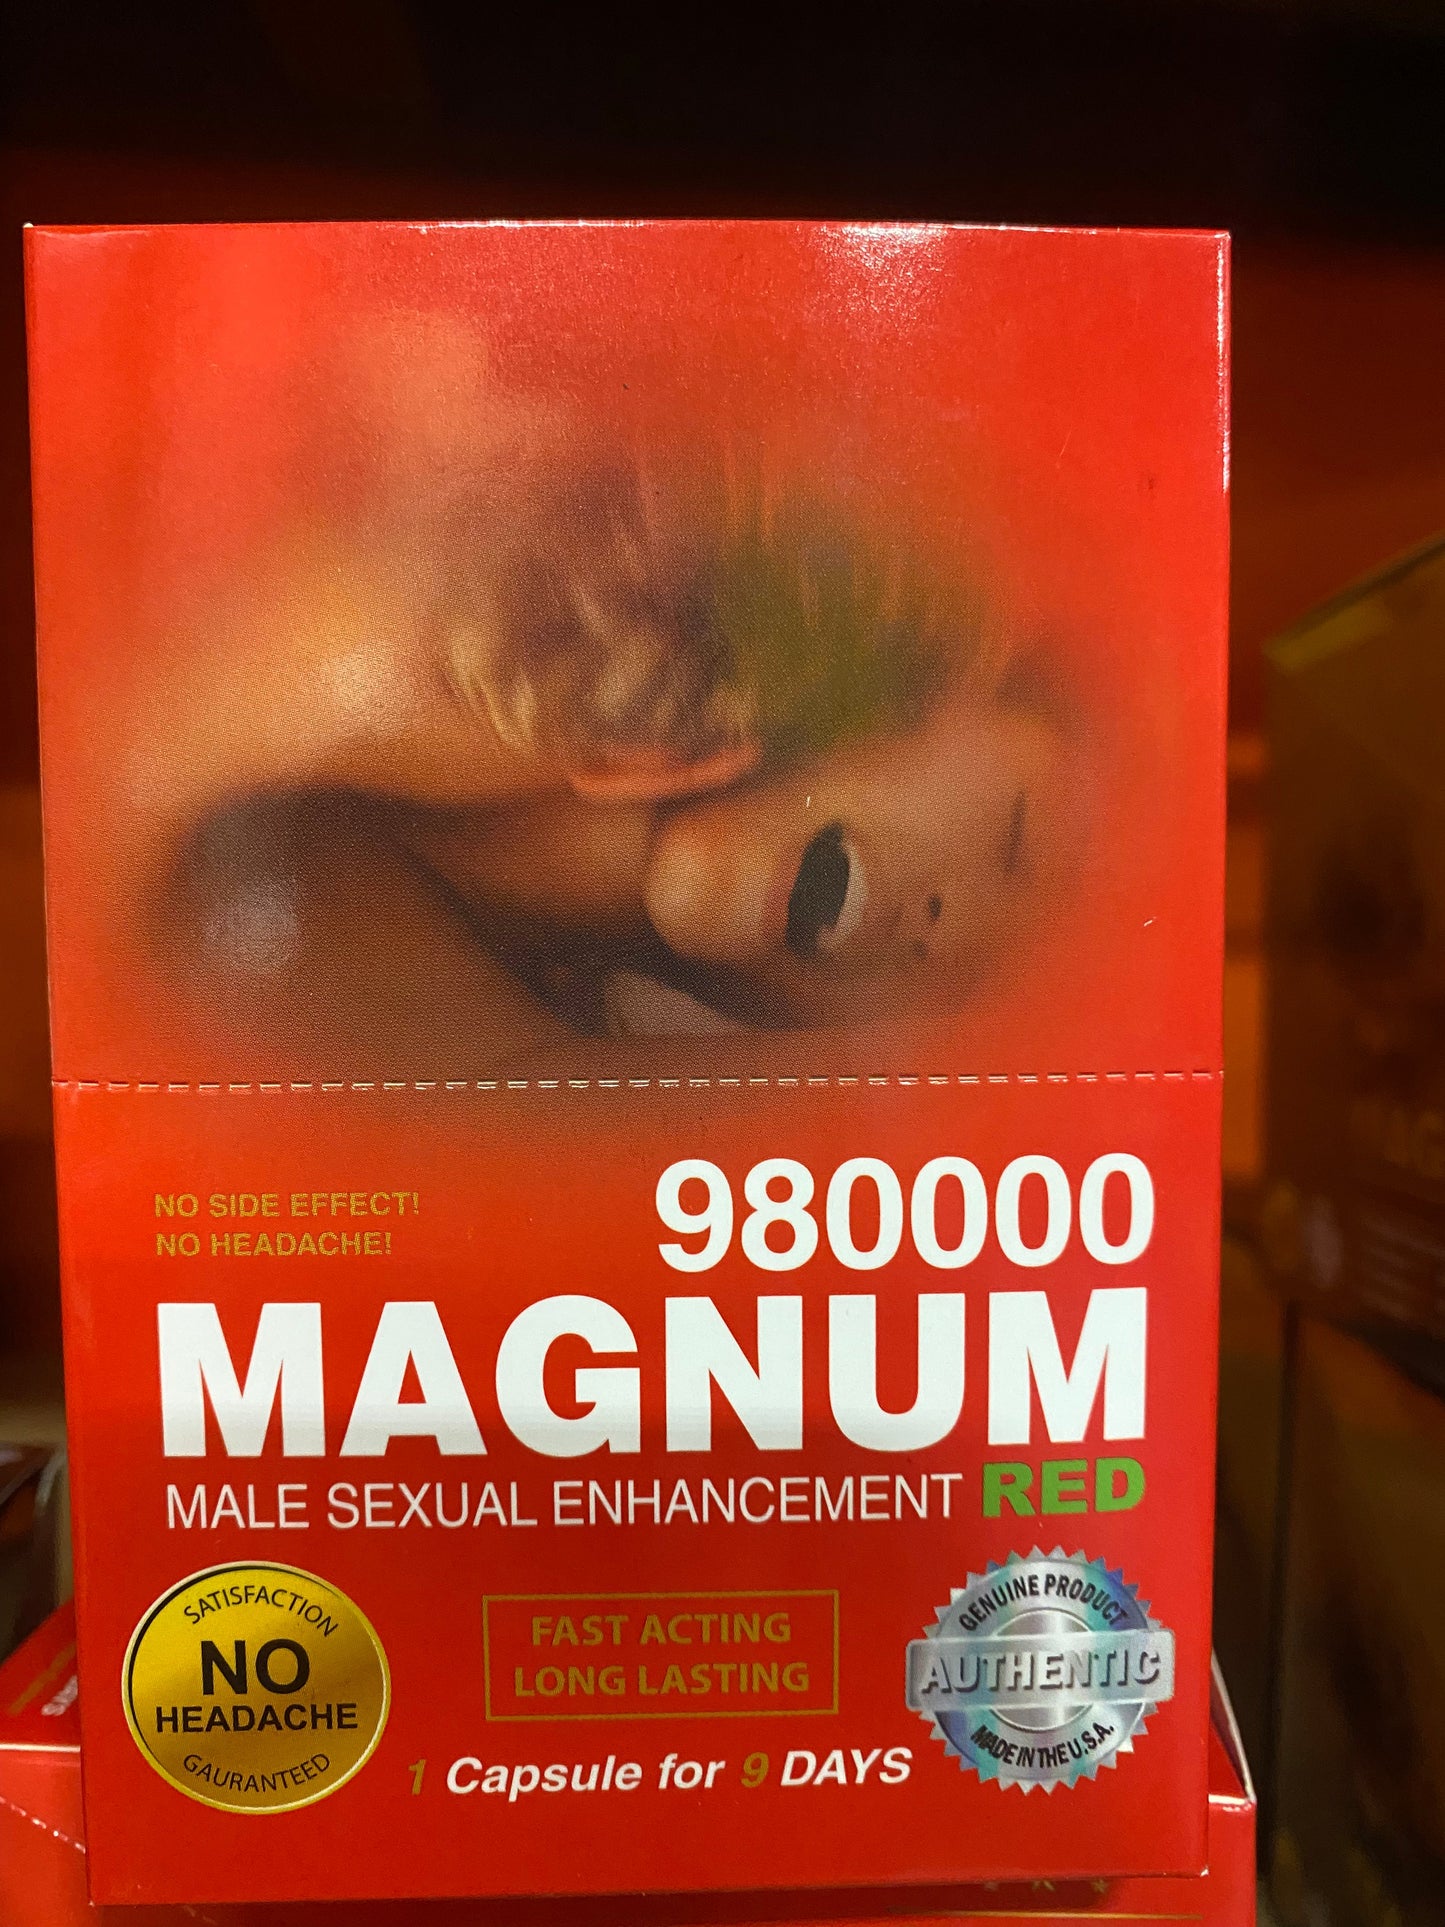 NO SIDE EFFECT!
NO HEADACHE!
980000
MAGNUM
MALE SEXUAL ENHANCEMENT RED
SATISFACTION
NO
HEADACHE
GAURANTEED
FAST ACTING
LONG LASTING
1 Capsule for 9 DAYS
GENUINE PRODUCT
AUTHENTIC
MADE IN THE U.S.A.